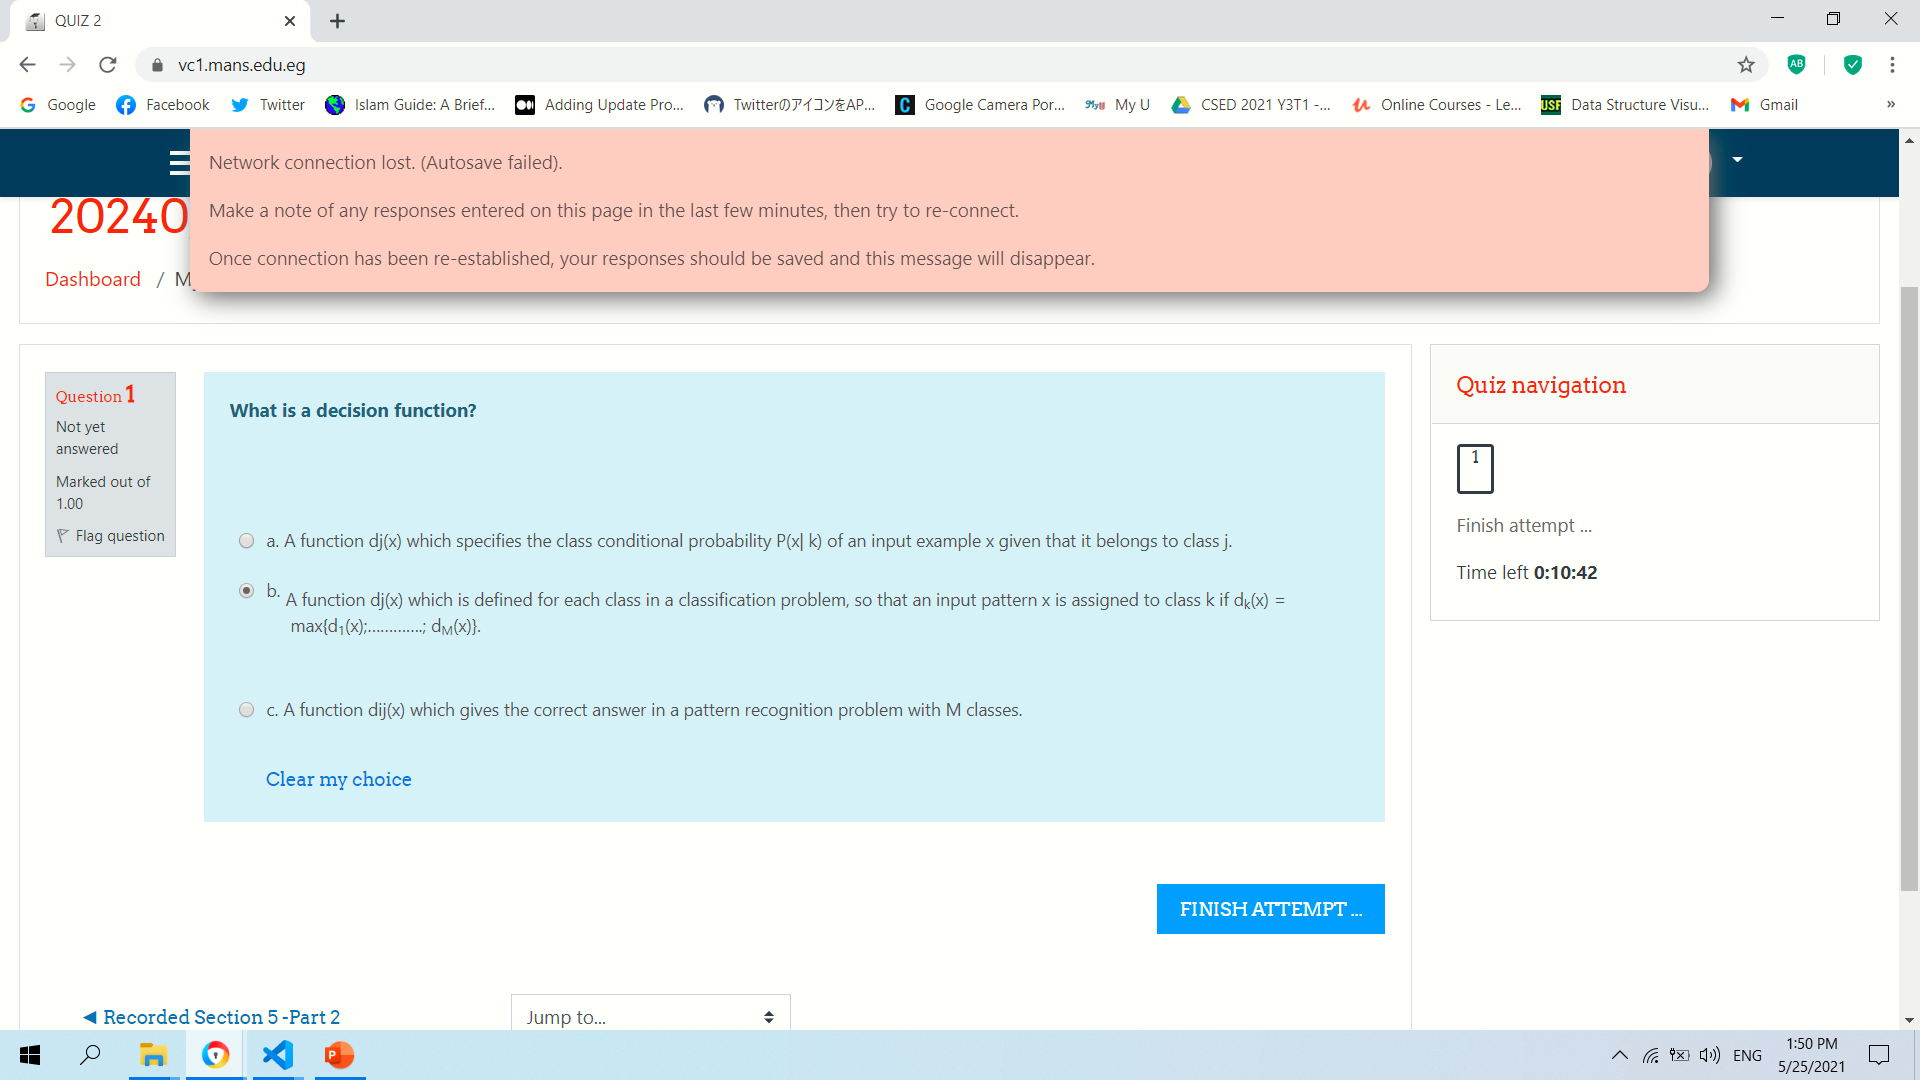 QUIZ 2
vc1.mans.edu.eg
AB
Google
Facebook
Twitter
Islam Guide: A Brief...
Adding Update Pro...
TwitterのアイコンをAP...
Google Camera Por...
My U
CSED 2021 Y3T1 -...
Online Courses - Le...
USF
Data Structure Visu...
Gmail
»
Network connection lost. (Autosave failed).
Make a note of any responses entered on this page in the last few minutes, then try to re-connect.
Once connection has been re-established, your responses should be saved and this message will disappear.
20240
Dashboard / M
Question 1
Not yet
answered
Marked out of
1.00
Flag question
What is a decision function?
a. A function dj(x) which specifies the class conditional probability P(x| k) of an input example x given that it belongs to class j.
b. A function dj(x) which is defined for each class in a classification problem, so that an input pattern x is assigned to class k if dk(x) =
max{d1(x);.............; dM(x)}.
c. A function dij(x) which gives the correct answer in a pattern recognition problem with M classes.
Clear my choice
FINISH ATTEMPT ...
Quiz navigation
1
Finish attempt ...
Time left 0:10:42
◄ Recorded Section 5 -Part 2
Jump to...
ENG
1:50 PM
5/25/2021